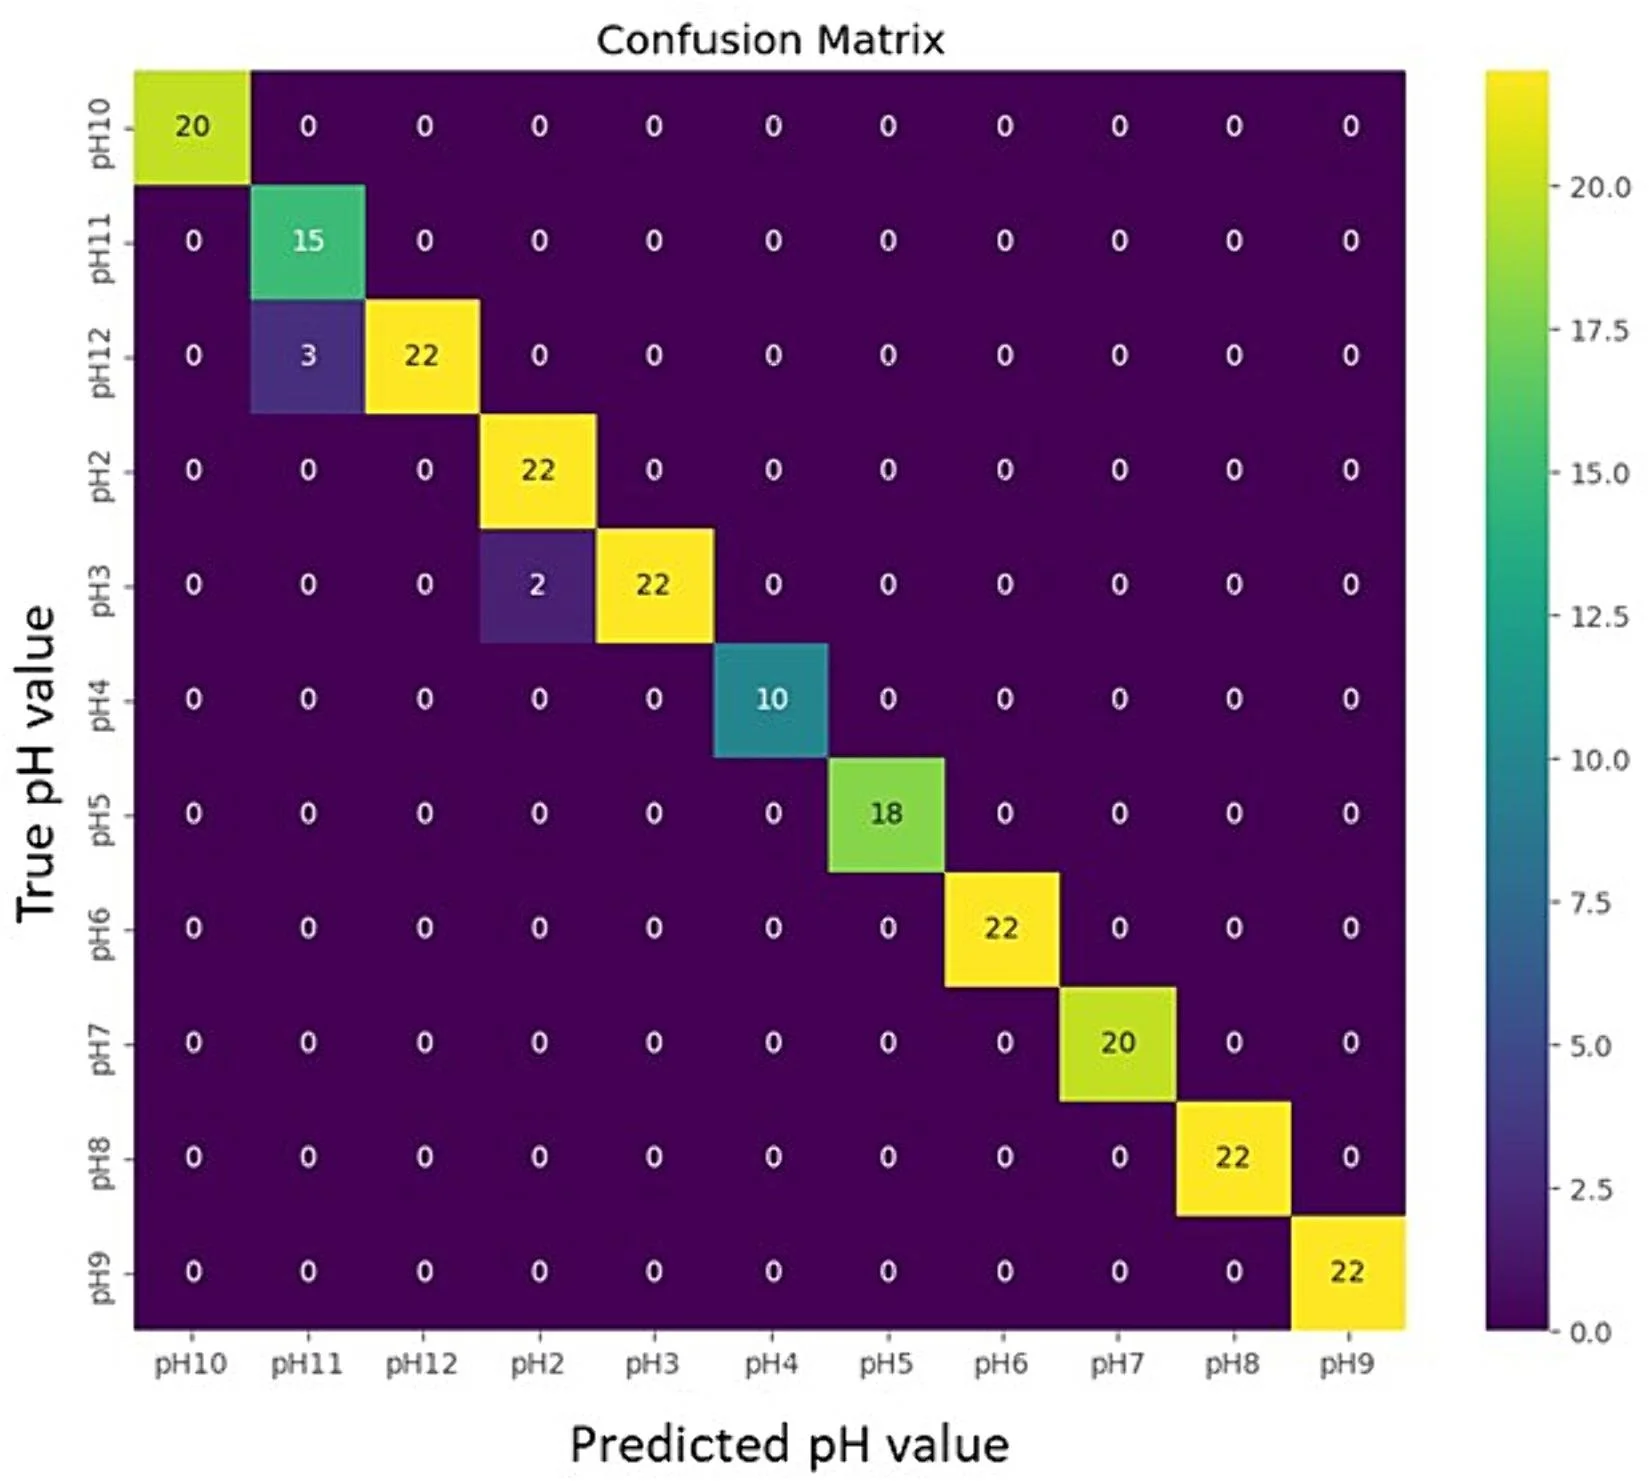 Confusion Matrix
pH10 20 0 0 0 0 0 0 0 0 0 0
pH11 0 15 0 0 0 0 0 0 0 0 0
pH12 0 3 22 0 0 0 0 0 0 0 0
pH2 0 0 0 22 0 0 0 0 0 0 0
pH3 0 0 0 2 22 0 0 0 0 0 0
pH4 0 0 0 0 0 10 0 0 0 0 0
pH5 0 0 0 0 0 0 18 0 0 0 0
pH6 0 0 0 0 0 0 0 22 0 0 0
pH7 0 0 0 0 0 0 0 0 20 0 0
pH8 0 0 0 0 0 0 0 0 0 22 0
pH9 0 0 0 0 0 0 0 0 0 0 22
pH10 pH11 pH12 pH2 pH3 pH4 pH5 pH6 pH7 pH8 pH9
Predicted pH value
True pH value
20.0
17.5
15.0
12.5
10.0
7.5
5.0
2.5
0.0